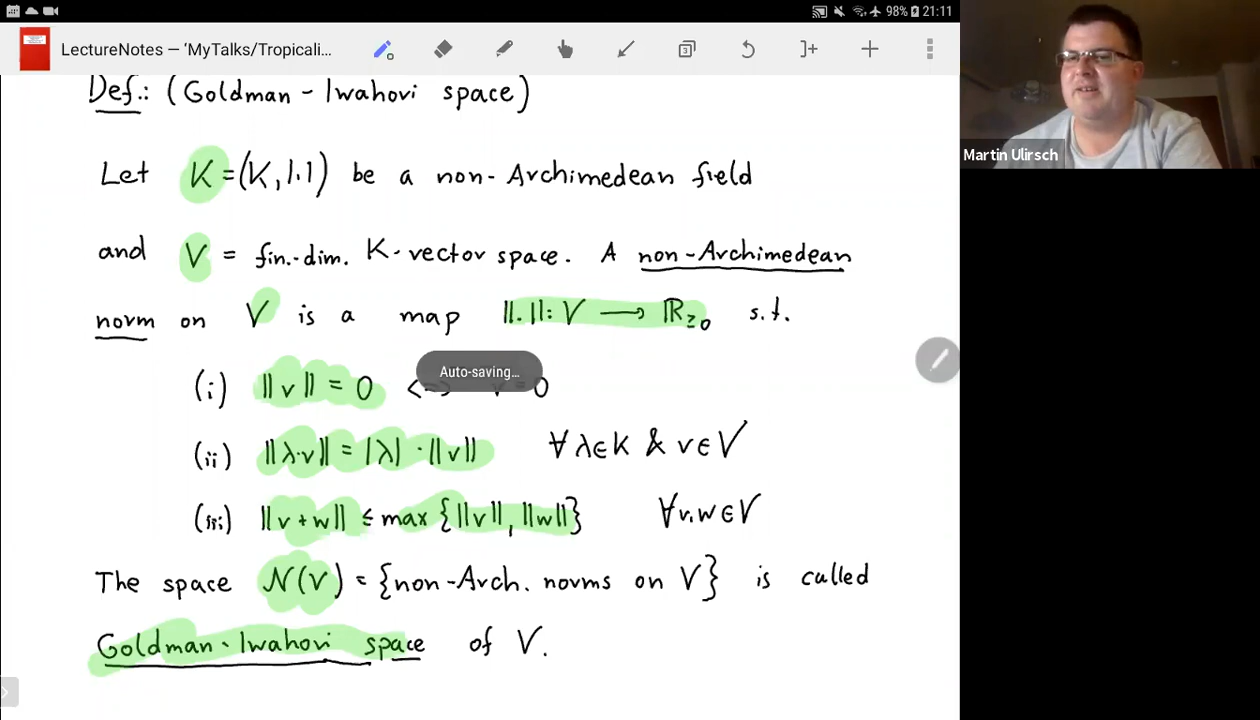 98% 21:11
LectureNotes — 'MyTalks/Tropicali...
Def.: (Goldman - Iwahori space)
Let K = (K, |.|) be a non-Archimedean field
and V = fin.-dim. K-vector space. A non-Archimedean
norm on V is a map ||.||: V → ℝ≥0 s.t.
(i) ||v|| = 0 <=> v = 0
Auto-saving...
(ii) ||λ·v|| = |λ| · ||v|| ∀ λ∈K & v∈V
(iii) ||v + w|| ≤ max {||v||, ||w||} ∀v,w∈V
The space N(V) = {non-Arch. norms on V} is called
Goldman-Iwahori space of V.
Martin Ulirsch